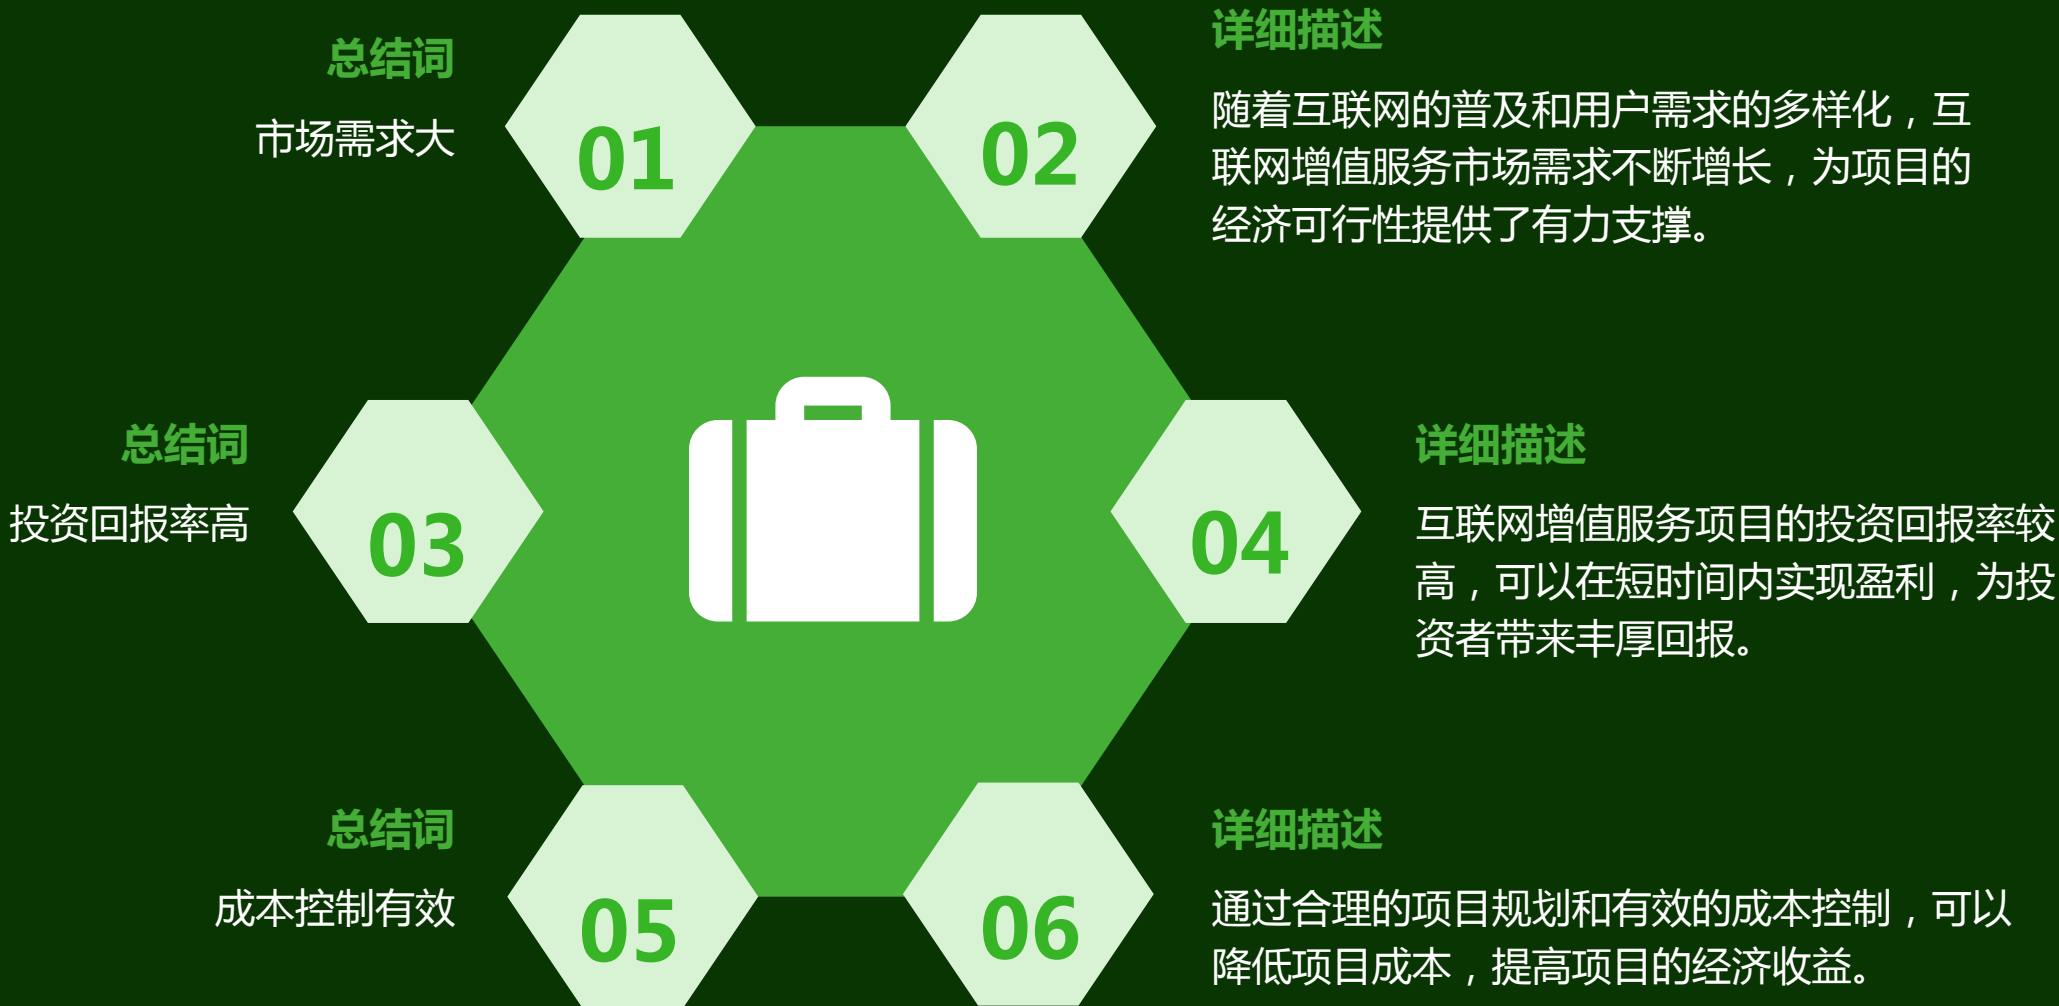 总结词
市场需求大
01
02
详细描述
随着互联网的普及和用户需求的多样化，互
联网增值服务市场需求不断增长，为项目的
经济可行性提供了有力支撑。
总结词
投资回报率高
03
04
详细描述
互联网增值服务项目的投资回报率较
高，可以在短时间内实现盈利，为投
资者带来丰厚回报。
总结词
成本控制有效
05
06
详细描述
通过合理的项目规划和有效的成本控制，可以
降低项目成本，提高项目的经济收益。